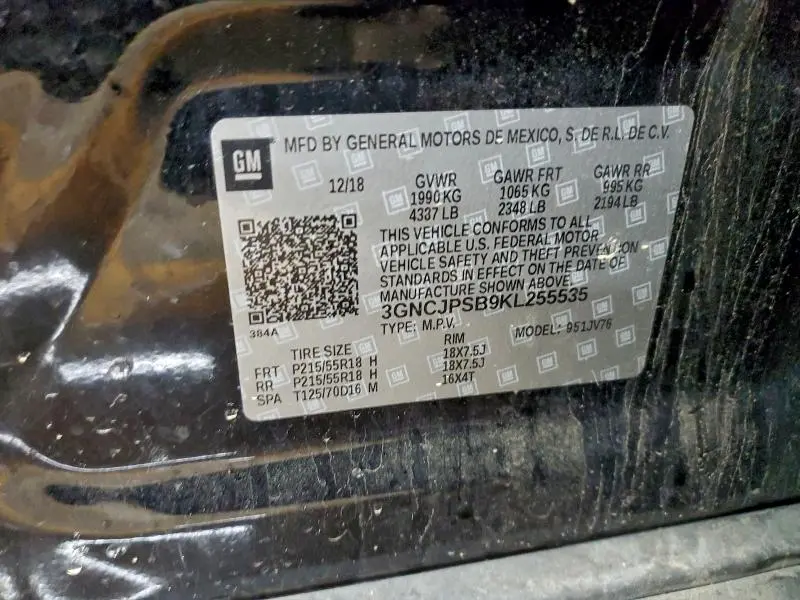 GM
MFD BY GENERAL MOTORS DE MEXICO, S. DE R.L. DE C.V.
12/18 GVWR GAWR FRT GAWR RR
1990 KG 1065 KG 995 KG
4337 LB 2348 LB 2194 LB
THIS VEHICLE CONFORMS TO ALL
APPLICABLE U.S. FEDERAL MOTOR
VEHICLE SAFETY AND THEFT PREVENTION
STANDARDS IN EFFECT ON THE DATE OF
MANUFACTURE SHOWN ABOVE.
3GNCJPSB9KL255535
384A
TYPE: M.P.V. MODEL: 951JV76
TIRE SIZE RIM
FRT P215/55R18 H 18X7.5J
RR P215/55R18 H 18X7.5J
SPA T125/70D16 M 16X4T